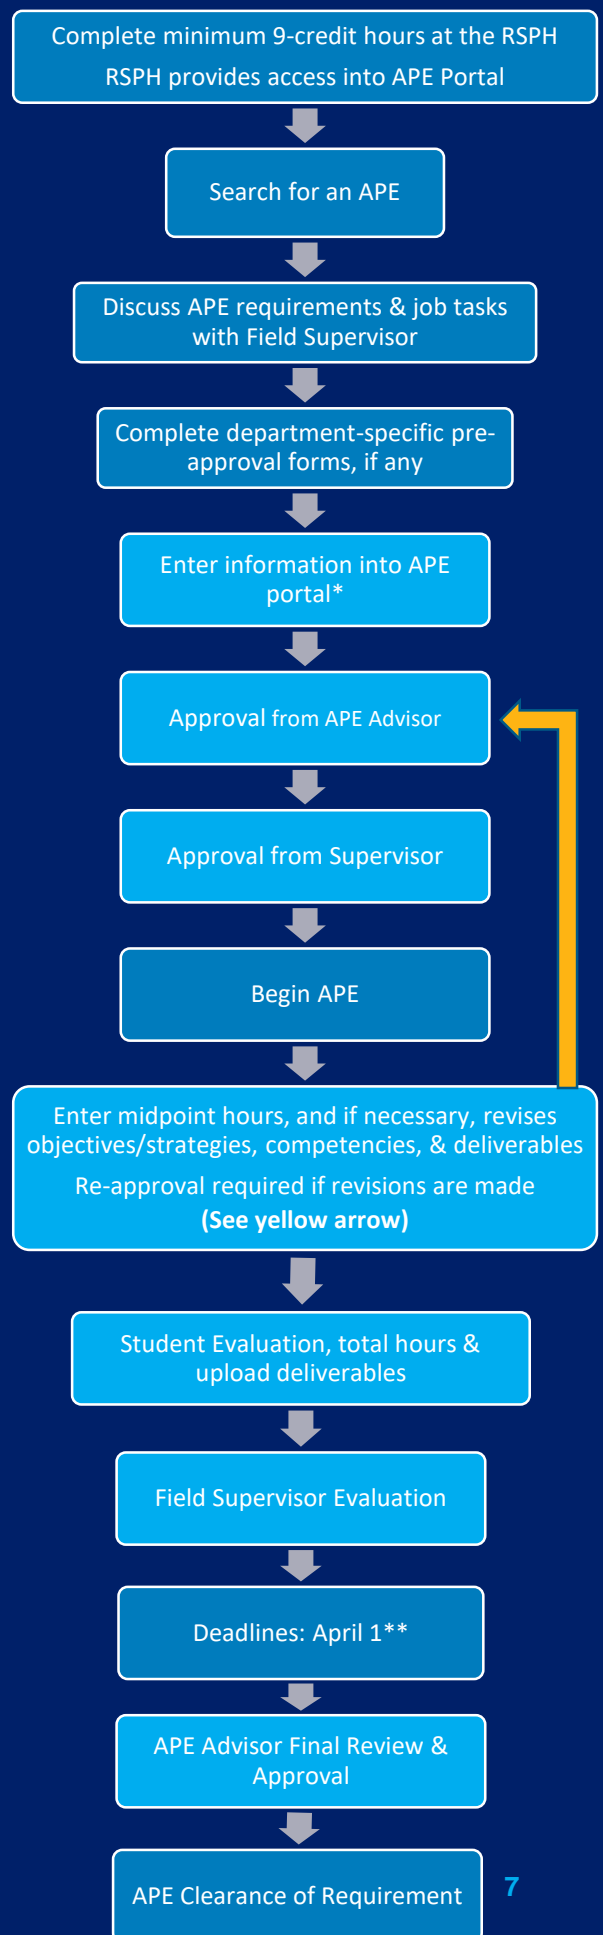 Complete minimum 9-credit hours at the RSPH
RSPH provides access into APE Portal
Search for an APE
Discuss APE requirements & job tasks
with Field Supervisor
Complete department-specific pre-
approval forms, if any
Enter information into APE
portal*
Approval from APE Advisor
Approval from Supervisor
Begin APE
Enter midpoint hours, and if necessary, revises
objectives/strategies, competencies, & deliverables
Re-approval required if revisions are made
(See yellow arrow)
Student Evaluation, total hours &
upload deliverables
Field Supervisor Evaluation
Deadlines: April 1**
APE Advisor Final Review &
Approval
APE Clearance of Requirement
7